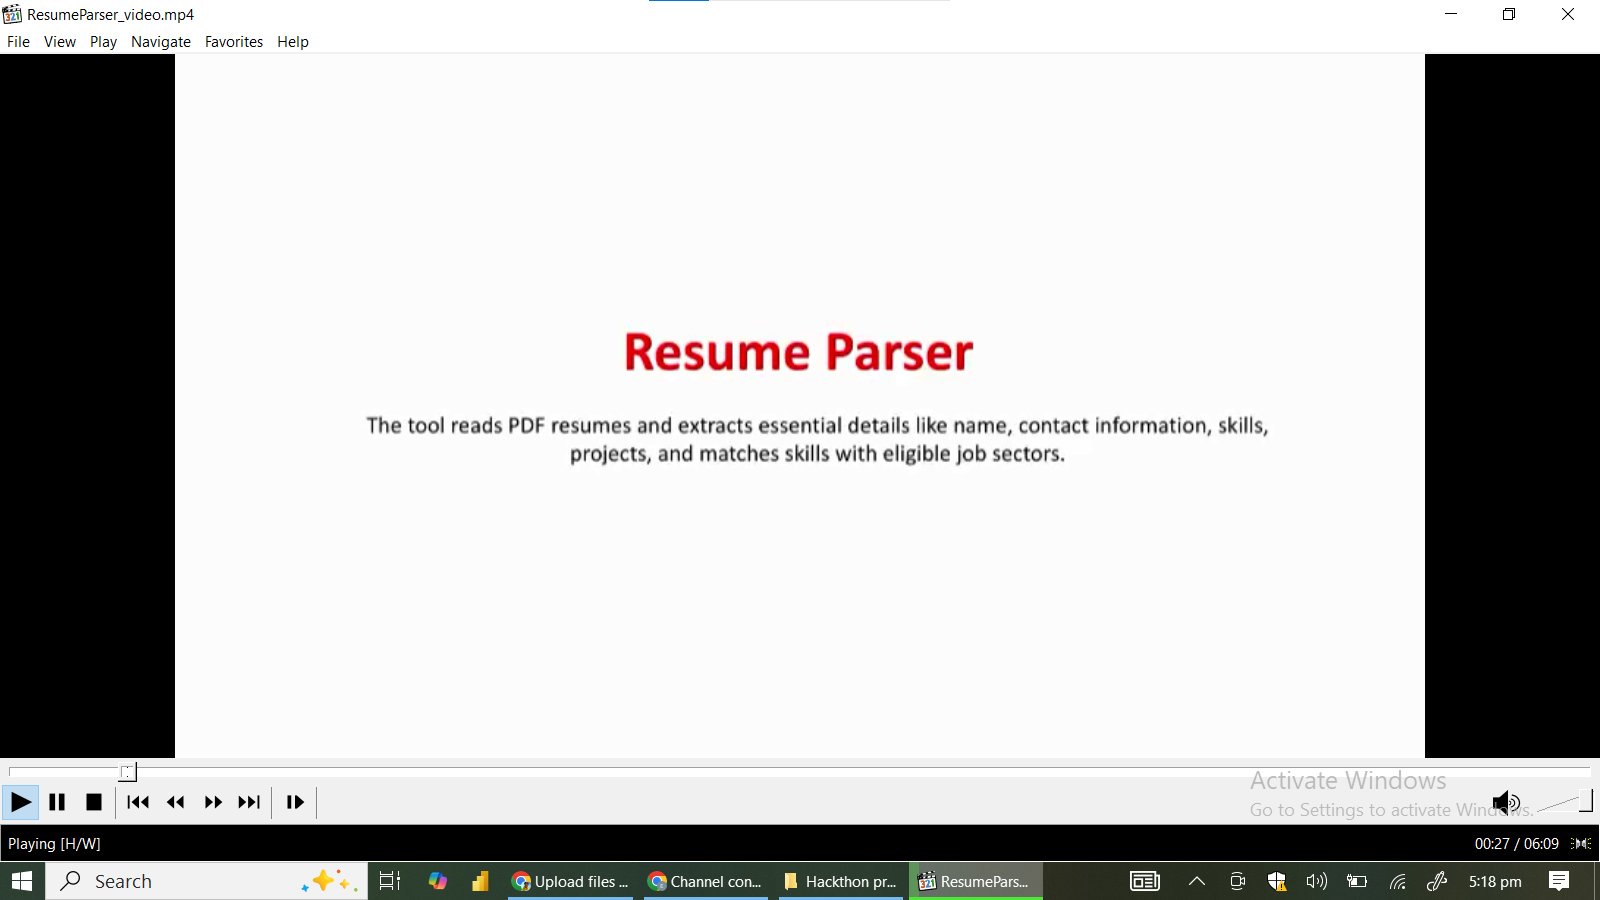 ResumeParser_video.mp4
File View Play Navigate Favorites Help
Resume Parser
The tool reads PDF resumes and extracts essential details like name, contact information, skills,
projects, and matches skills with eligible job sectors.
Activate Windows
Go to Settings to activate Windows.
Playing [H/W]
00:27 / 06:09
Search
Upload files ...
Channel con...
Hackthon pr...
ResumePars...
5:18 pm